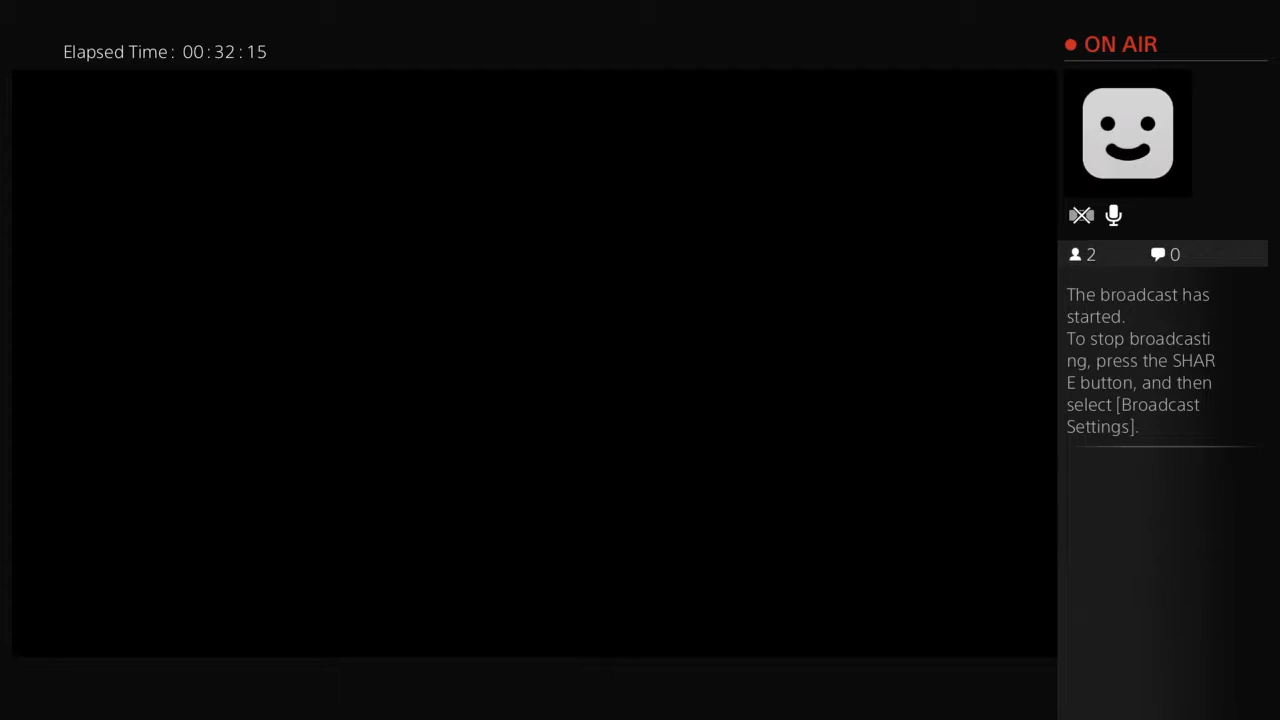 Elapsed Time: 00:32:15
ON AIR
2
0
The broadcast has
started.
To stop broadcasti
ng, press the SHAR
E button, and then
select [Broadcast
Settings].